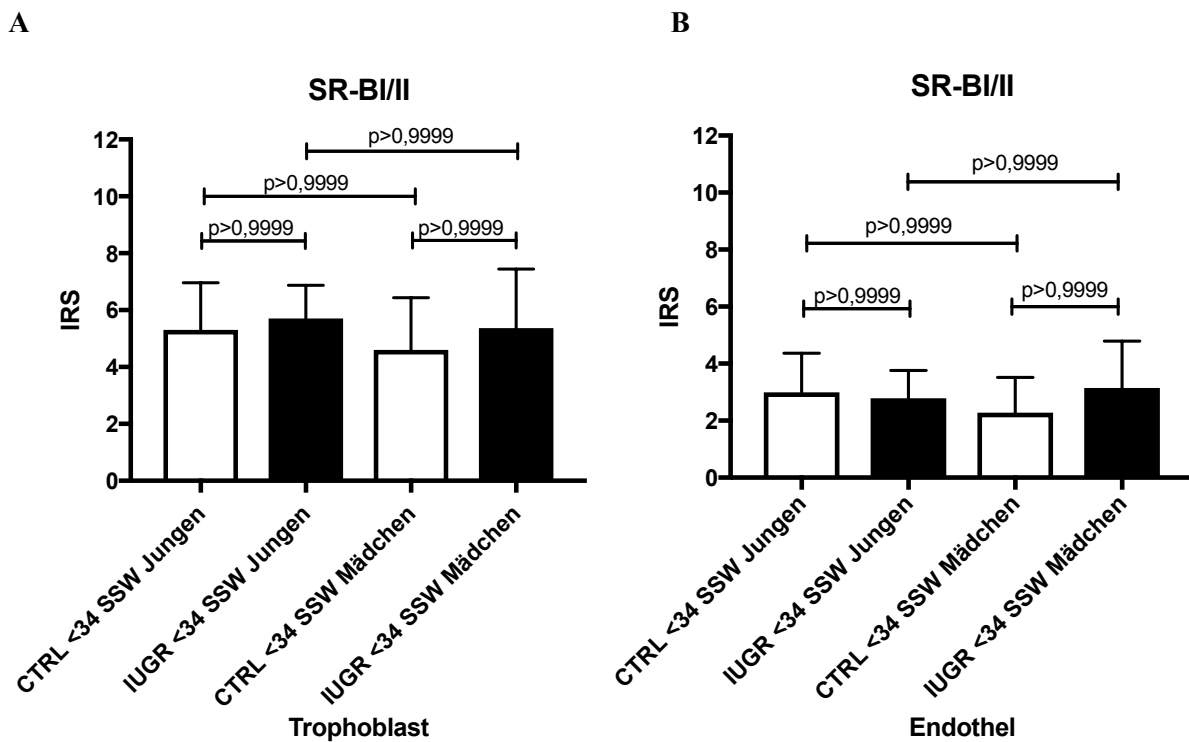 A
SR-BI/II
IRS
12
10
8
6
4
2
0
p>0,9999
p>0,9999
p>0,9999
p>0,9999
CTRL <34 SSW Jungen
IUGR <34 SSW Jungen
CTRL <34 SSW Mädchen
IUGR <34 SSW Mädchen
Trophoblast
B
SR-BI/II
IRS
12
10
8
6
4
2
0
p>0,9999
p>0,9999
p>0,9999
p>0,9999
CTRL <34 SSW Jungen
IUGR <34 SSW Jungen
CTRL <34 SSW Mädchen
IUGR <34 SSW Mädchen
Endothel